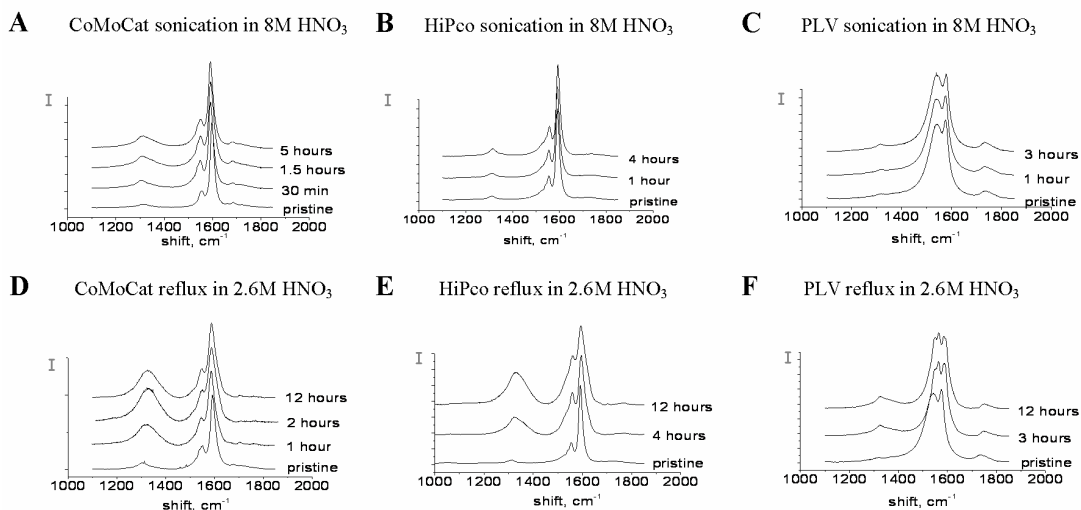 A CoMoCat sonication in 8M HNO3
I
5 hours
1.5 hours
30 min
pristine
1000 1200 1400 1600 1800 2000
shift, cm-1
B HiPco sonication in 8M HNO3
I
4 hours
1 hour
pristine
1000 1200 1400 1600 1800 2000
shift, cm-1
C PLV sonication in 8M HNO3
I
3 hours
1 hour
pristine
1000 1200 1400 1600 1800 2000
shift, cm-1
D CoMoCat reflux in 2.6M HNO3
I
12 hours
2 hours
1 hour
pristine
1000 1200 1400 1600 1800 2000
shift, cm-1
E HiPco reflux in 2.6M HNO3
I
12 hours
4 hours
pristine
1000 1200 1400 1600 1800 2000
shift, cm-1
F PLV reflux in 2.6M HNO3
I
12 hours
3 hours
pristine
1000 1200 1400 1600 1800 2000
shift, cm-1